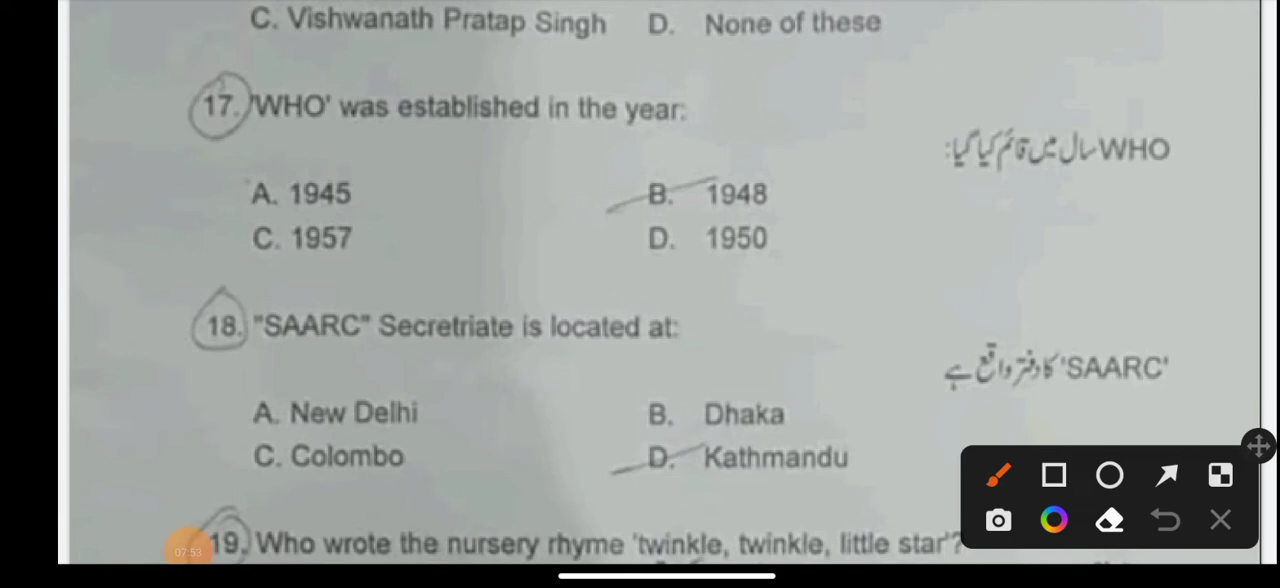 C. Vishwanath Pratap Singh D. None of these
17. 'WHO' was established in the year:
WHO سال میں قائم کیا گیا:
A. 1945 B. 1948
C. 1957 D. 1950
18. "SAARC" Secretriate is located at:
'SAARC' کا دفتر واقع ہے
A. New Delhi B. Dhaka
C. Colombo D. Kathmandu
19. Who wrote the nursery rhyme 'twinkle, twinkle, little star'?
07:53